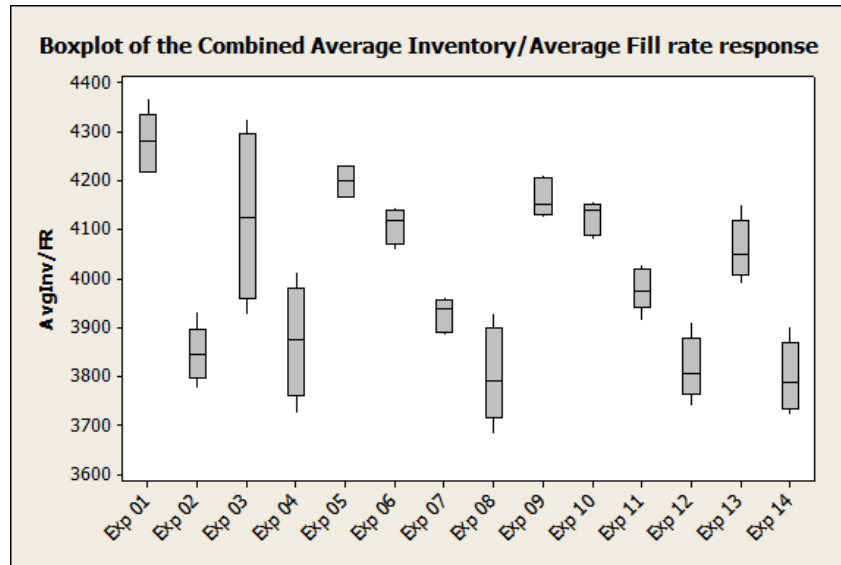 Boxplot of the Combined Average Inventory/Average Fill rate response
4400
4300
4200
4100
4000
3900
3800
3700
3600
AvgInv/FR
Exp 01
Exp 02
Exp 03
Exp 04
Exp 05
Exp 06
Exp 07
Exp 08
Exp 09
Exp 10
Exp 11
Exp 12
Exp 13
Exp 14